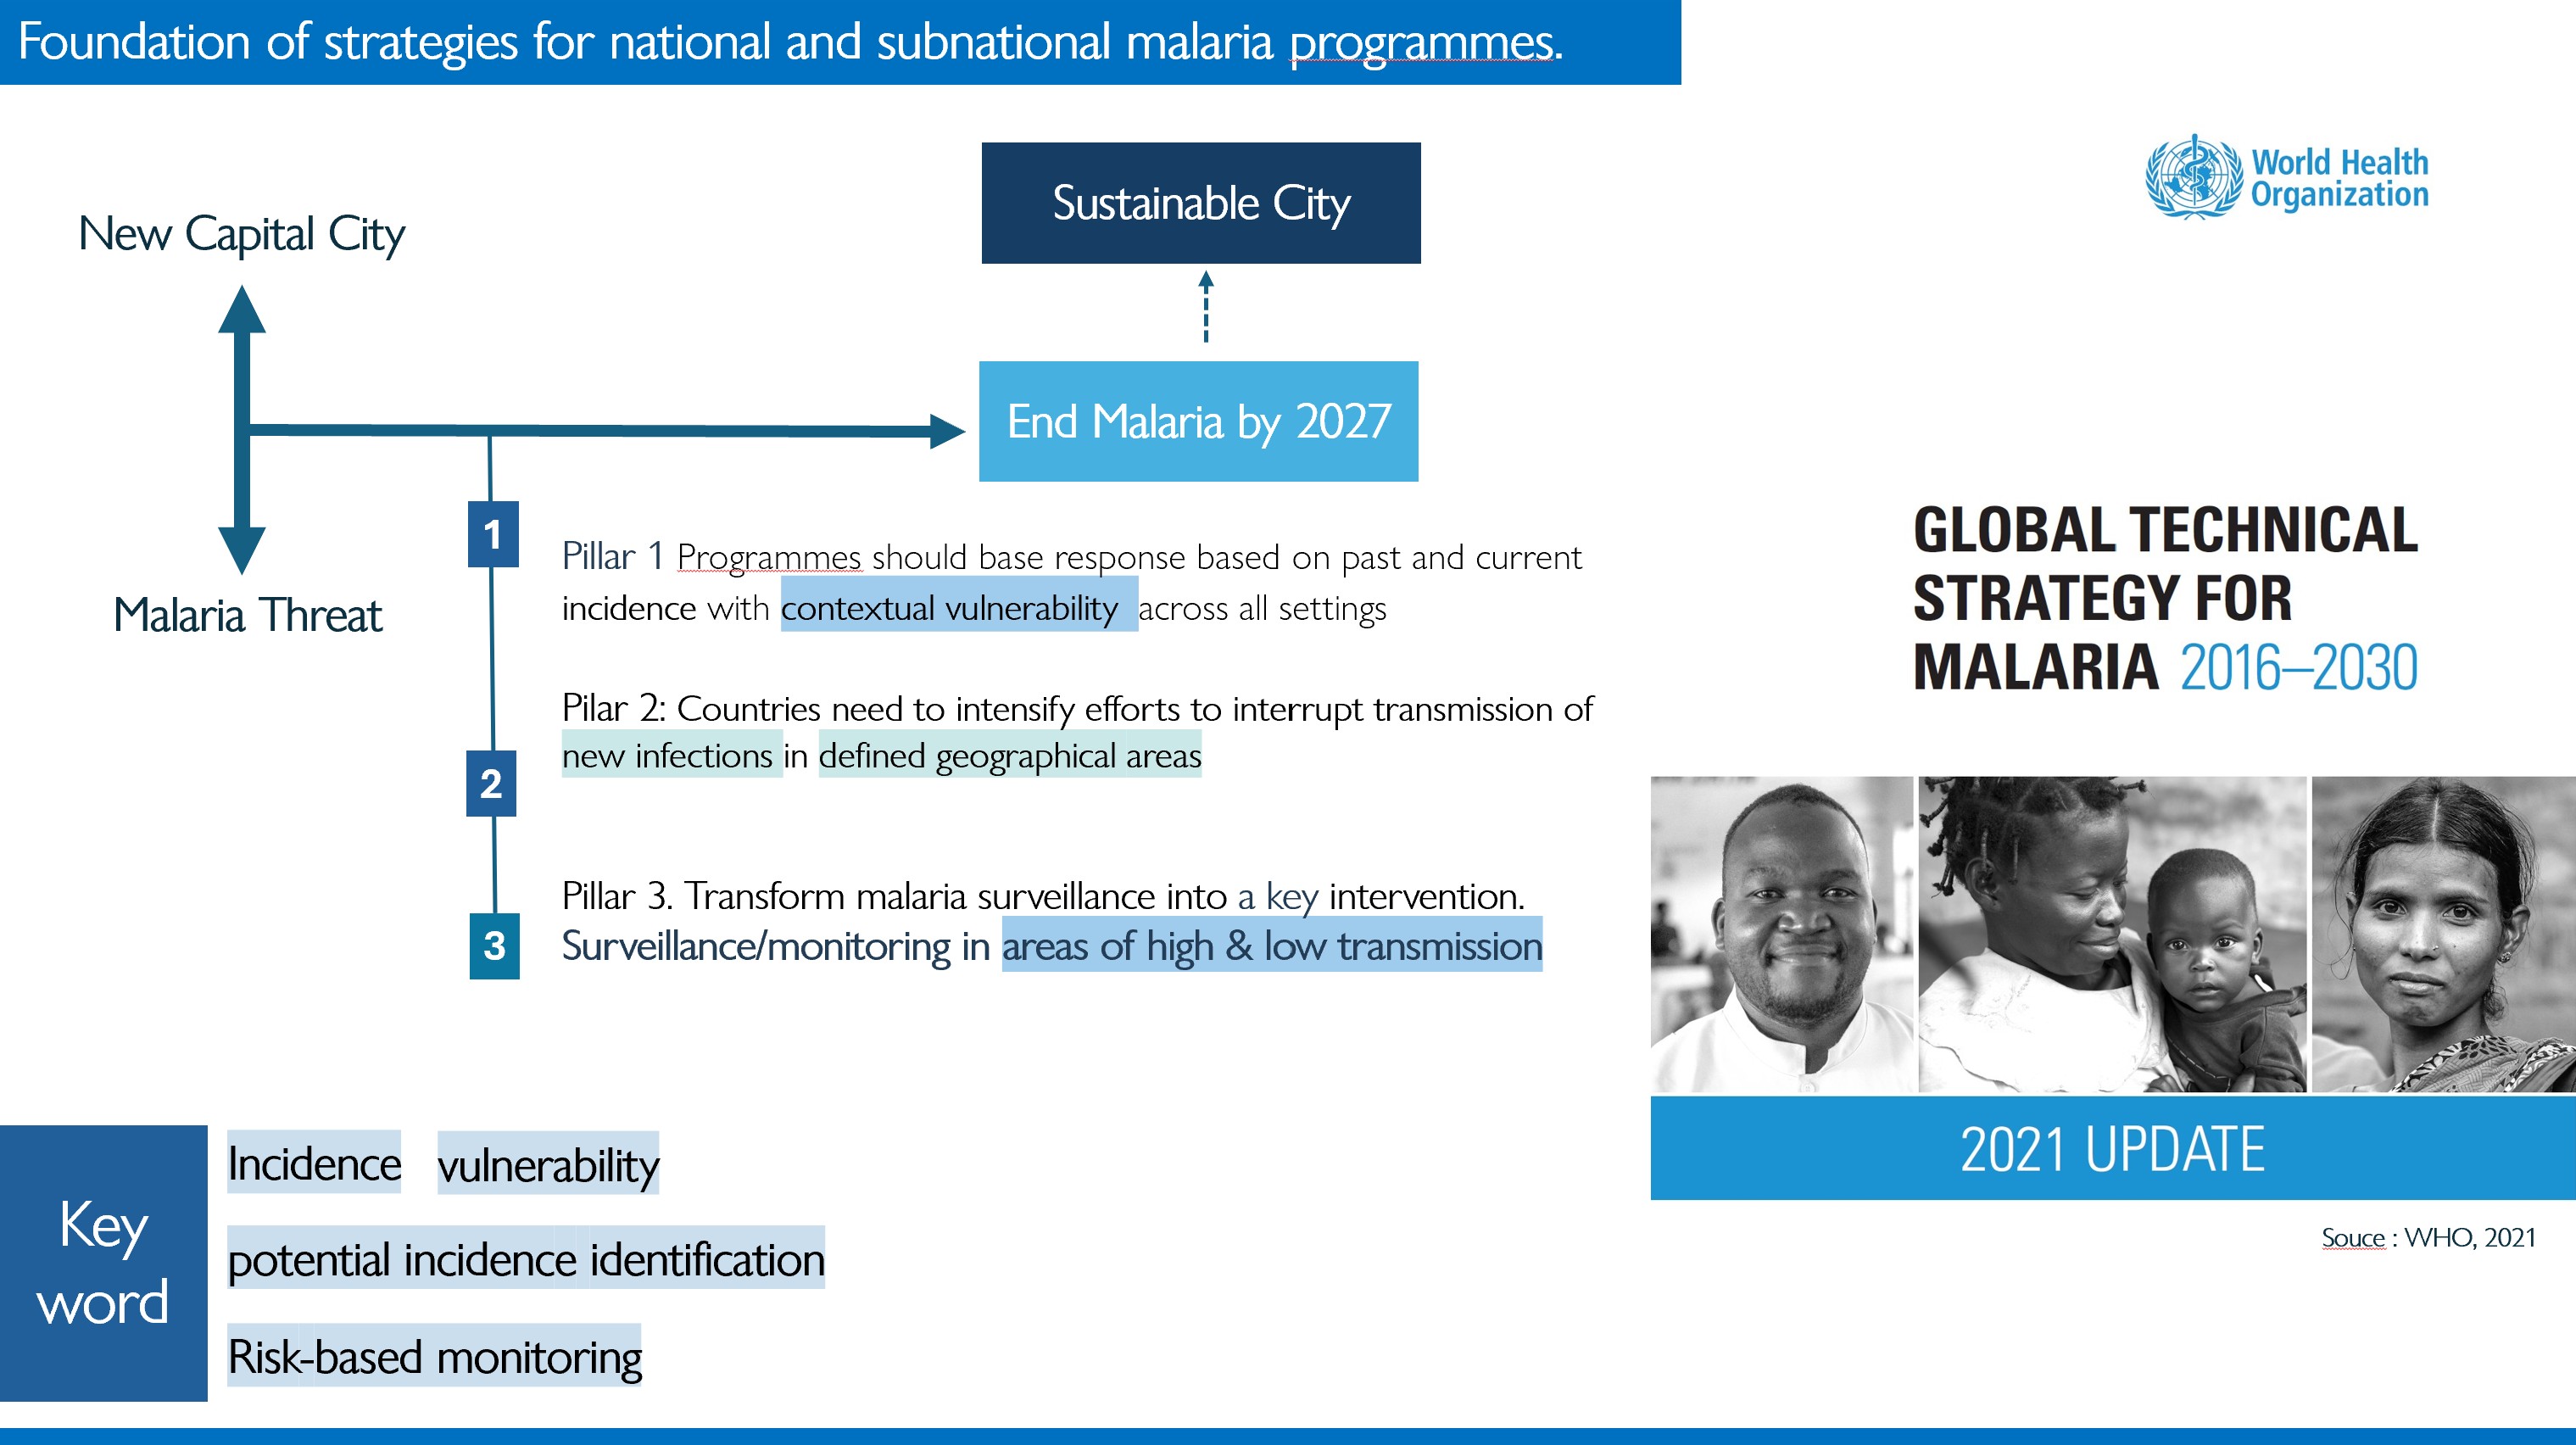 Foundation of strategies for national and subnational malaria programmes.
World Health
Organization
New Capital City
Sustainable City
End Malaria by 2027
Malaria Threat
1
Pillar 1 Programmes should base response based on past and current
incidence with contextual vulnerability across all settings
2
Pilar 2: Countries need to intensify efforts to interrupt transmission of
new infections in defined geographical areas
3
Pillar 3. Transform malaria surveillance into a key intervention.
Surveillance/monitoring in areas of high & low transmission
GLOBAL TECHNICAL
STRATEGY FOR
MALARIA 2016–2030
2021 UPDATE
Souce : WHO, 2021
Key
word
Incidence vulnerability
potential incidence identification
Risk-based monitoring